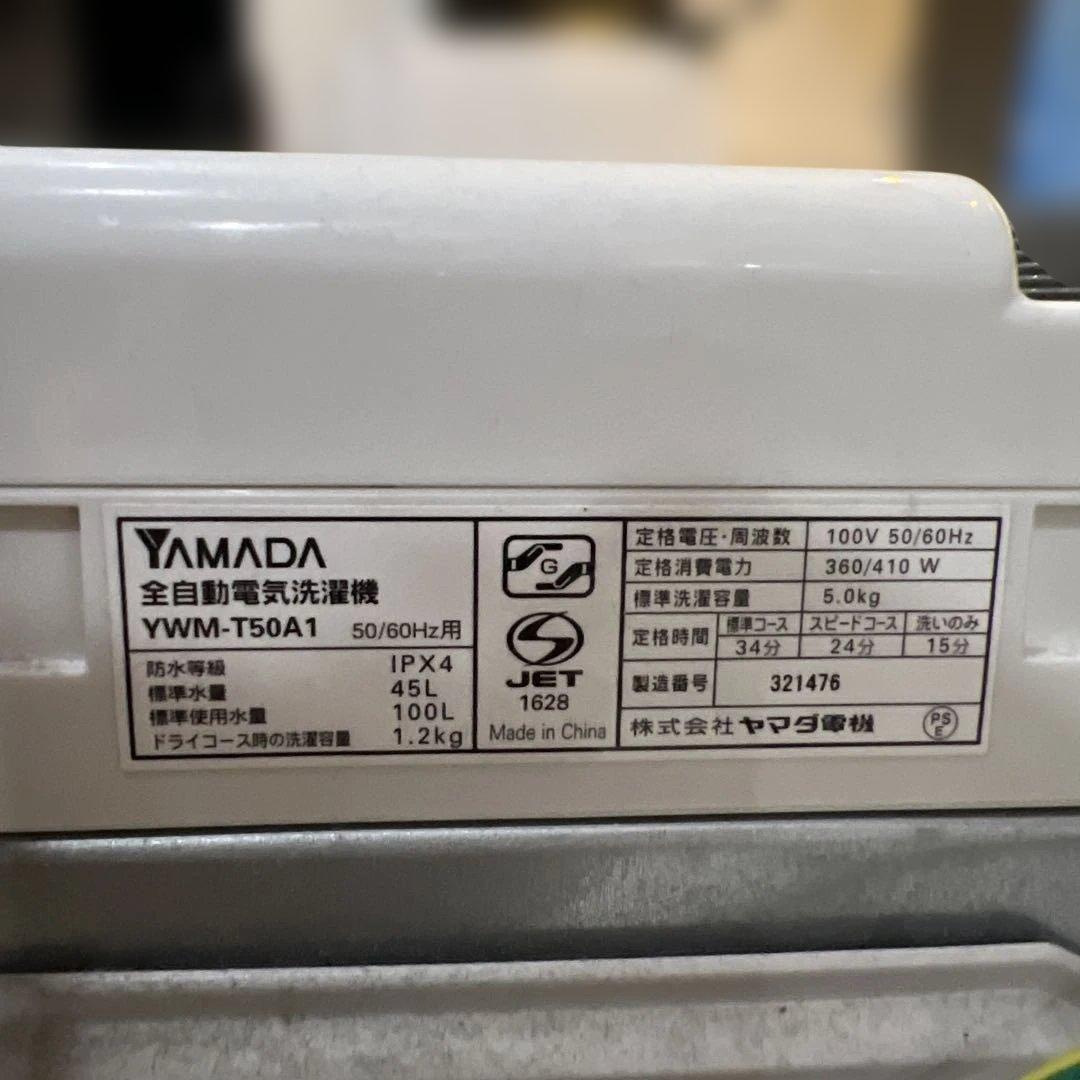 YAMADA
全自動電気洗濯機
YWM-T50A1 50/60Hz用
防水等級 IPX4
標準水量 45L
標準使用水量 100L
ドライコース時の洗濯容量 1.2kg
G
S
JET
1628
Made in China
定格電圧・周波数 100V 50/60Hz
定格消費電力 360/410 W
標準洗濯容量 5.0kg
定格時間 標準コース スピードコース 洗いのみ
34分 24分 15分
製造番号 321476
株式会社 ヤマダ電機 PSE